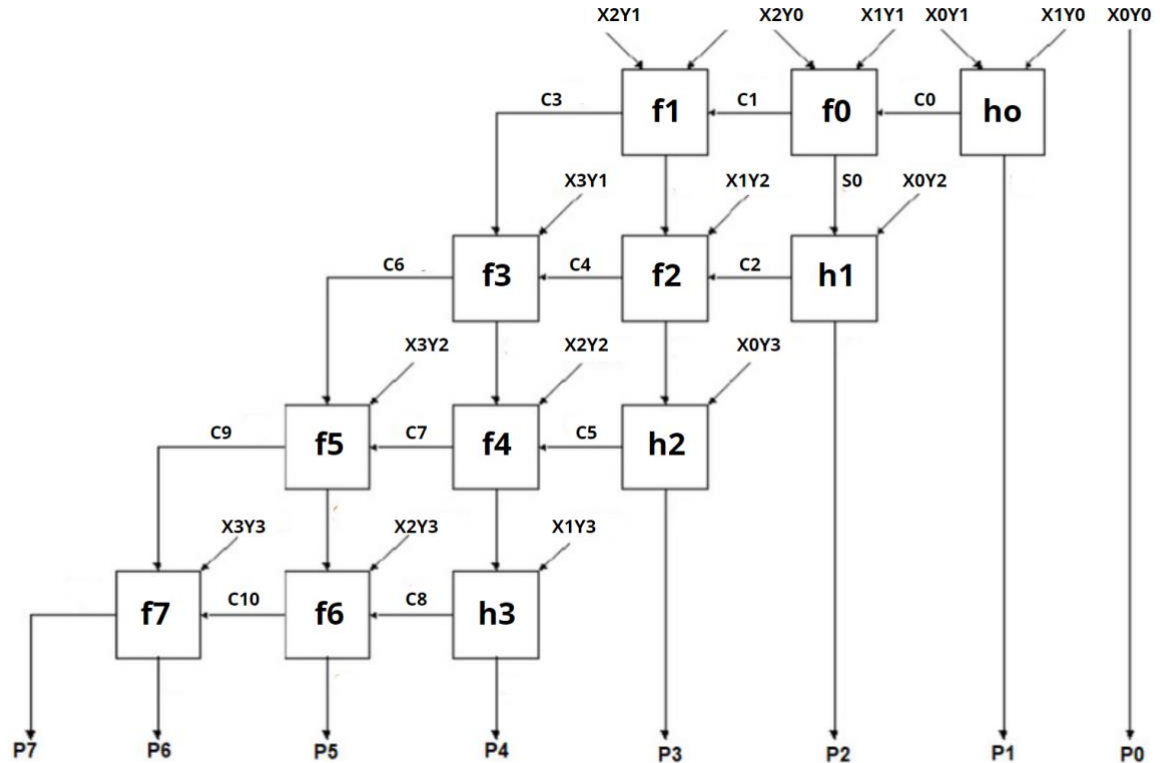 X2Y1 X2Y0 X1Y1 X0Y1 X1Y0 X0Y0
C3 f1 C1 f0 C0 ho
X3Y1 X1Y2 S0 X0Y2
C6 f3 C4 f2 C2 h1
X3Y2 X2Y2 X0Y3
C9 f5 C7 f4 C5 h2
X3Y3 X2Y3 X1Y3
f7 C10 f6 C8 h3
P7 P6 P5 P4 P3 P2 P1 P0